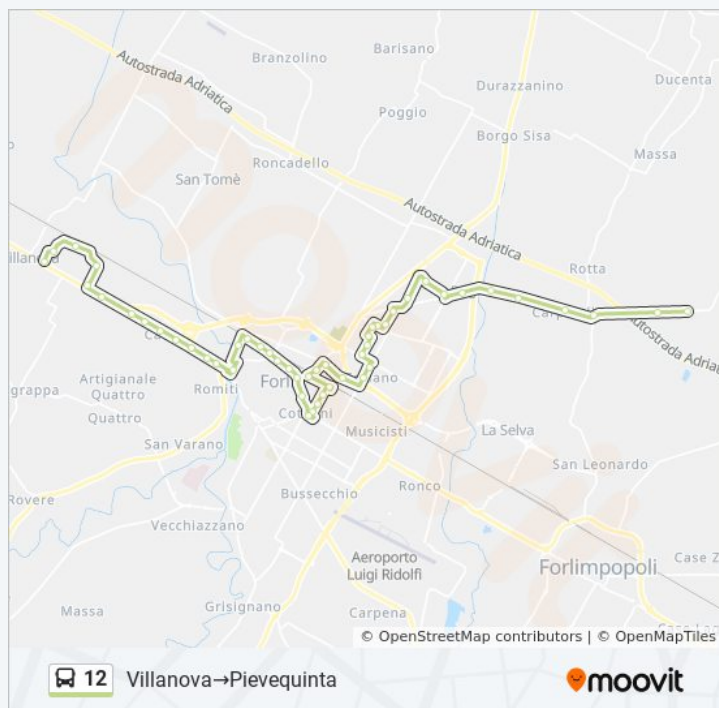 Branzolino
Barisano
Ducenta
Durazzanino
Autostrada Adriatica
Poggio
Borgo Sisa
Massa
Roncadello
San Tomè
Autostrada Adriatica
Rotta
Autostrada Adriatica
Artigianale
Quattro
Romiti
Quattro
Musicisti
La Selva
San Varano
San Leonardo
Rovere
Bussecchio
Ronco
Vecchiazzano
Aeroporto
Luigi Ridolfi
Forlimpopoli
Case Z
Massa
Grisignano
Carpena
© OpenStreetMap contributors | © OpenMapTiles
12 Villanova→Pievequinta
moovit